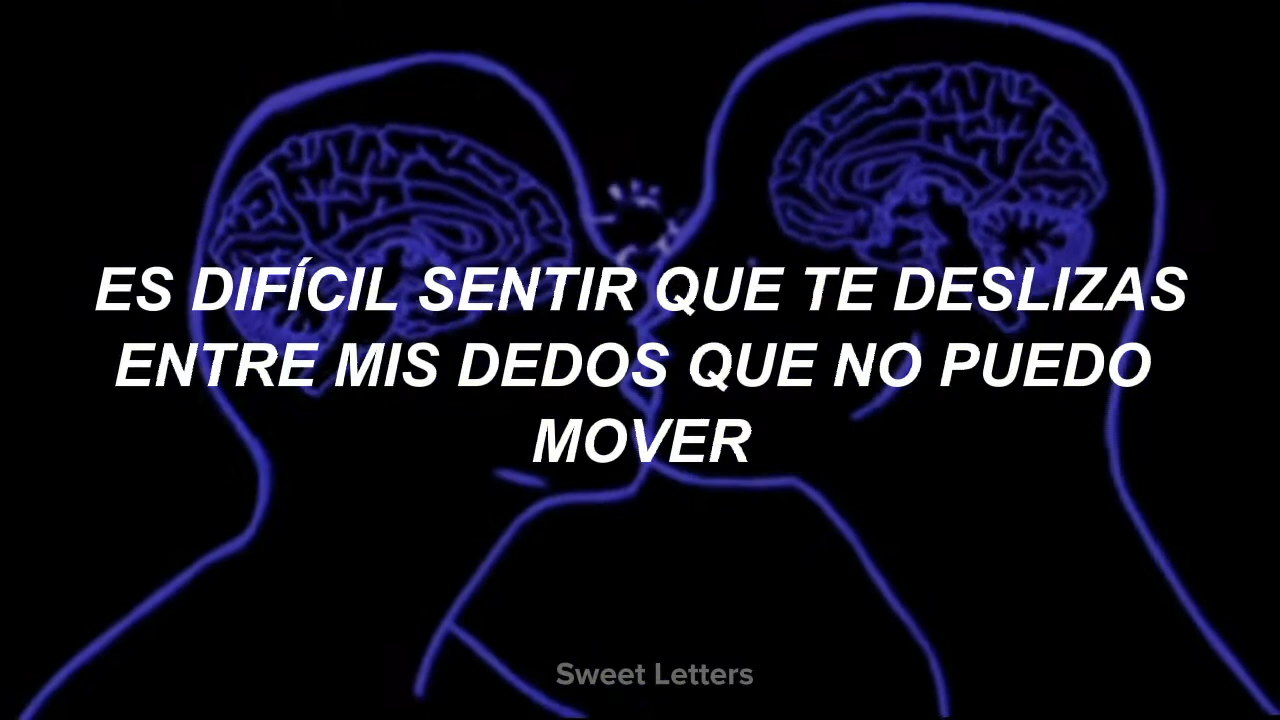 ES DIFÍCIL SENTIR QUE TE DESLIZAS
ENTRE MIS DEDOS QUE NO PUEDO
MOVER
Sweet Letters